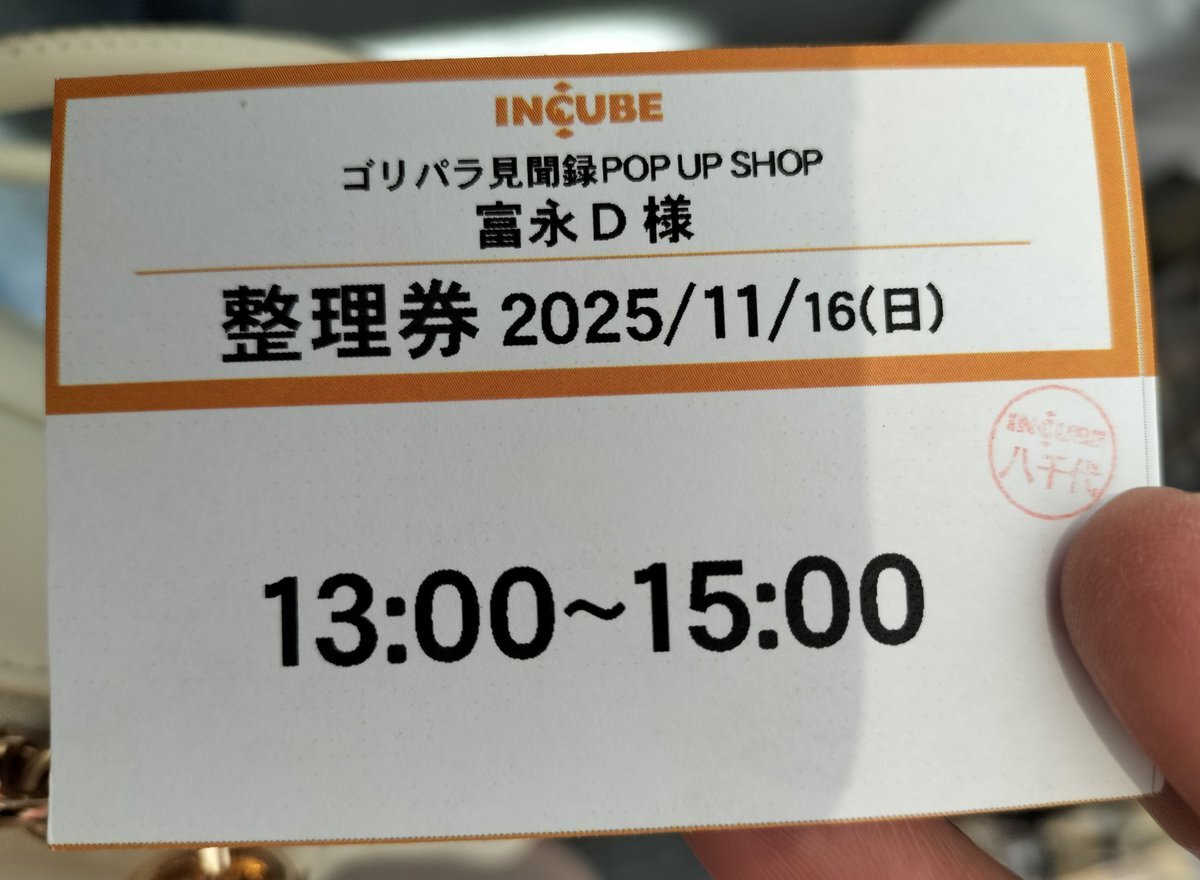 INCUBE
ゴリパラ見聞録POP UP SHOP
富永D 様
整理券 2025/11/16(日)
INCUBE
八千代
13:00~15:00